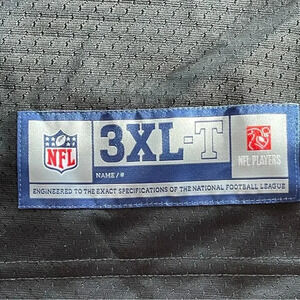 NFL
3XL-T
NFL PLAYERS
NAME / #
ENGINEERED TO THE EXACT SPECIFICATIONS OF THE NATIONAL FOOTBALL LEAGUE